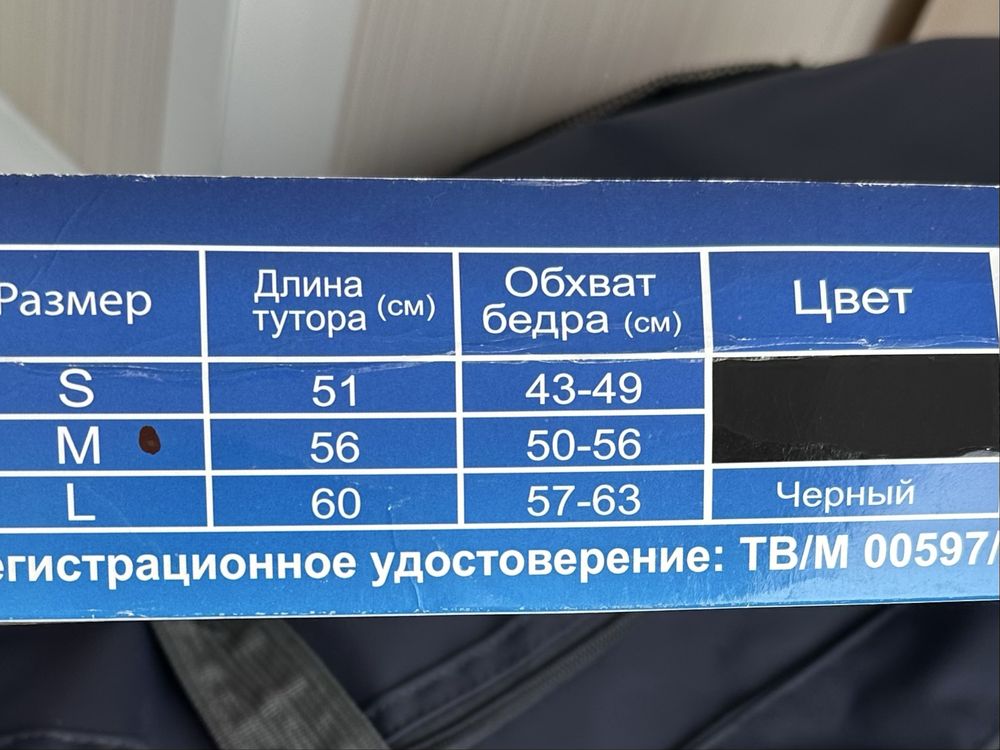 Размер Длина тутора (см) Обхват бедра (см) Цвет
S 51 43-49
M 56 50-56
L 60 57-63 Черный
егистрационное удостоверение: ТВ/М 00597/